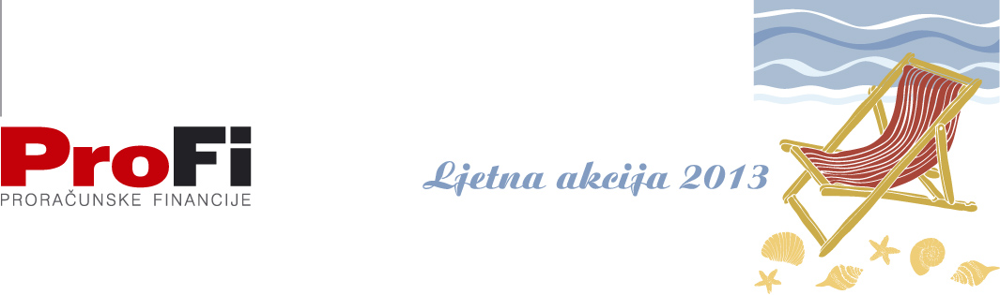 ProFi
PRORAČUNSKE FINANCIJE
Ljetna akcija 2013